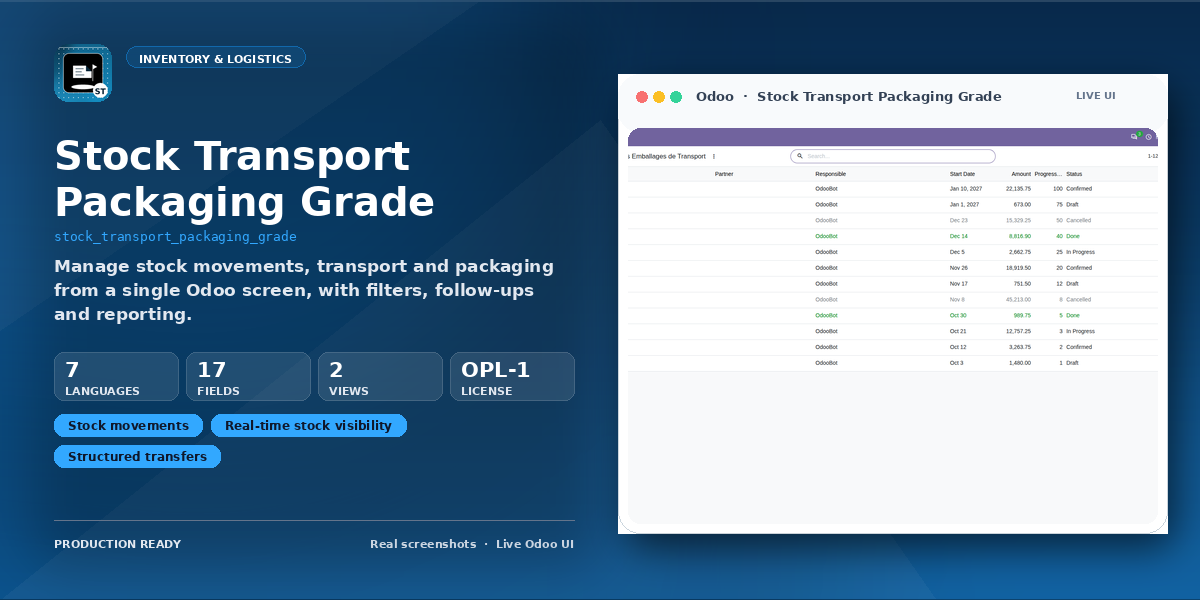 INVENTORY & LOGISTICS
ST
Stock Transport
Packaging Grade
stock_transport_packaging_grade
Manage stock movements, transport and packaging
from a single Odoo screen, with filters, follow-ups
and reporting.
7
LANGUAGES
17
FIELDS
2
VIEWS
OPL-1
LICENSE
Stock movements
Real-time stock visibility
Structured transfers
PRODUCTION READY
Real screenshots · Live Odoo UI
Odoo · Stock Transport Packaging Grade
LIVE UI
Emballages de Transport
Search...
1-12
Partner Responsible Start Date Amount Progress... Status
OdooBot Jan 10, 2027 22,135.75 100 Confirmed
OdooBot Jan 1, 2027 673.00 75 Draft
OdooBot Dec 23 15,329.25 50 Cancelled
OdooBot Dec 14 8,616.90 40 Done
OdooBot Dec 5 2,662.75 25 In Progress
OdooBot Nov 26 18,919.50 20 Confirmed
OdooBot Nov 17 751.50 12 Draft
OdooBot Nov 8 45,213.00 8 Cancelled
OdooBot Oct 30 989.75 5 Done
OdooBot Oct 21 12,757.25 3 In Progress
OdooBot Oct 12 3,263.75 2 Confirmed
OdooBot Oct 3 1,480.00 1 Draft